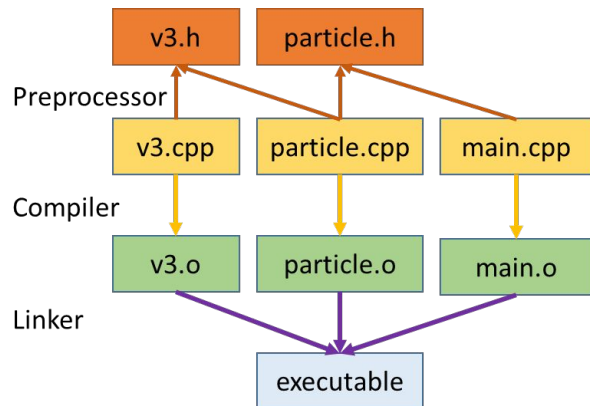 v3.h
particle.h
Preprocessor
v3.cpp
particle.cpp
main.cpp
Compiler
v3.o
particle.o
main.o
Linker
executable